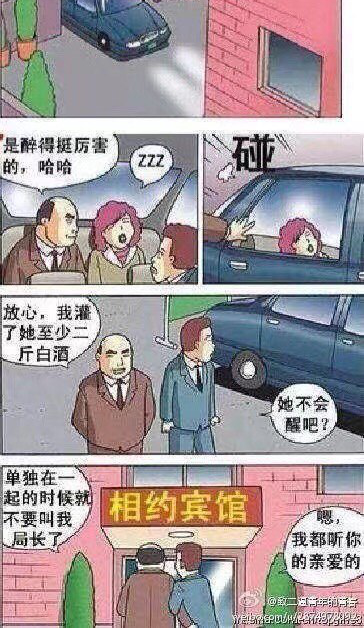 是醉得挺厉害
的，哈哈
ZZZ
碰
放心，我灌
了她至少二
斤白酒
她不会
醒吧？
单独在一
起的时候就
不要叫我
局长了
相约宾馆
嗯，
我都听你
的亲爱的